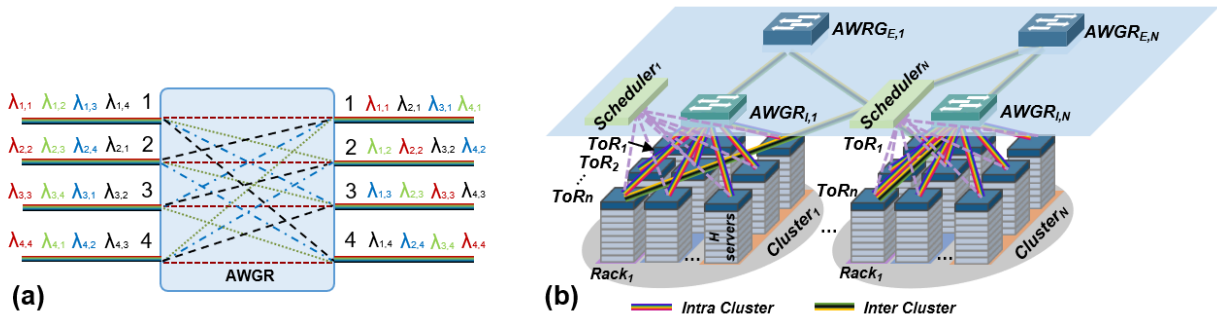 λ1,1 λ1,2 λ1,3 λ1,4 1
λ2,2 λ2,3 λ2,4 λ2,1 2
λ3,3 λ3,4 λ3,1 λ3,2 3
λ4,4 λ4,1 λ4,2 λ4,3 4
1 λ1,1 λ2,1 λ3,1 λ4,1
2 λ1,2 λ2,2 λ3,2 λ4,2
3 λ1,3 λ2,3 λ3,3 λ4,3
4 λ1,4 λ2,4 λ3,4 λ4,4
AWGR
(a)
AWRGE,1
AWGRE,N
Scheduler1
AWGRI,1
SchedulerN
AWGRI,N
ToR1
ToR2
⋮
ToRn
H servers
...
Rack1
Cluster1
...
ToR1
ToRn
...
Rack1
ClusterN
(b)
Intra Cluster
Inter Cluster